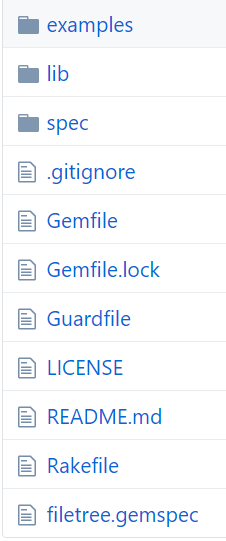 examples
lib
spec
.gitignore
Gemfile
Gemfile.lock
Guardfile
LICENSE
README.md
Rakefile
filetree.gemspec